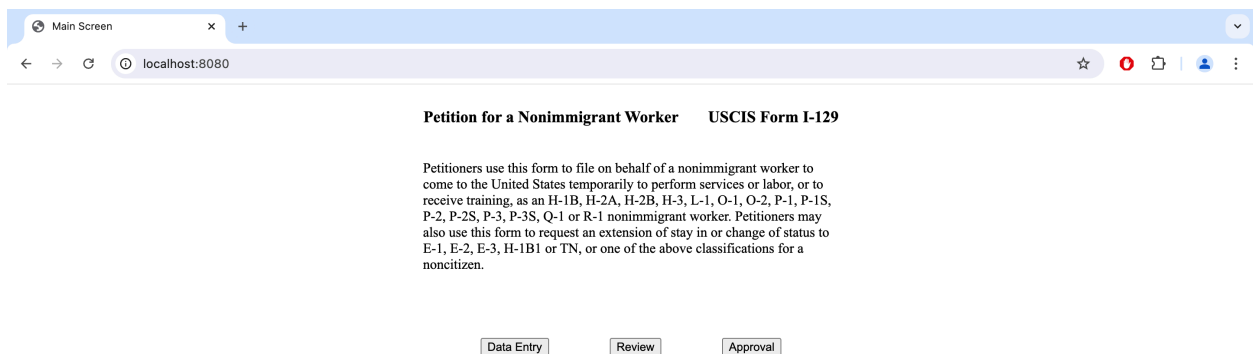 Main Screen
localhost:8080
Petition for a Nonimmigrant Worker USCIS Form I-129
Petitioners use this form to file on behalf of a nonimmigrant worker to
come to the United States temporarily to perform services or labor, or to
receive training, as an H-1B, H-2A, H-2B, H-3, L-1, O-1, O-2, P-1, P-1S,
P-2, P-2S, P-3, P-3S, Q-1 or R-1 nonimmigrant worker. Petitioners may
also use this form to request an extension of stay in or change of status to
E-1, E-2, E-3, H-1B1 or TN, or one of the above classifications for a
noncitizen.
Data Entry Review Approval